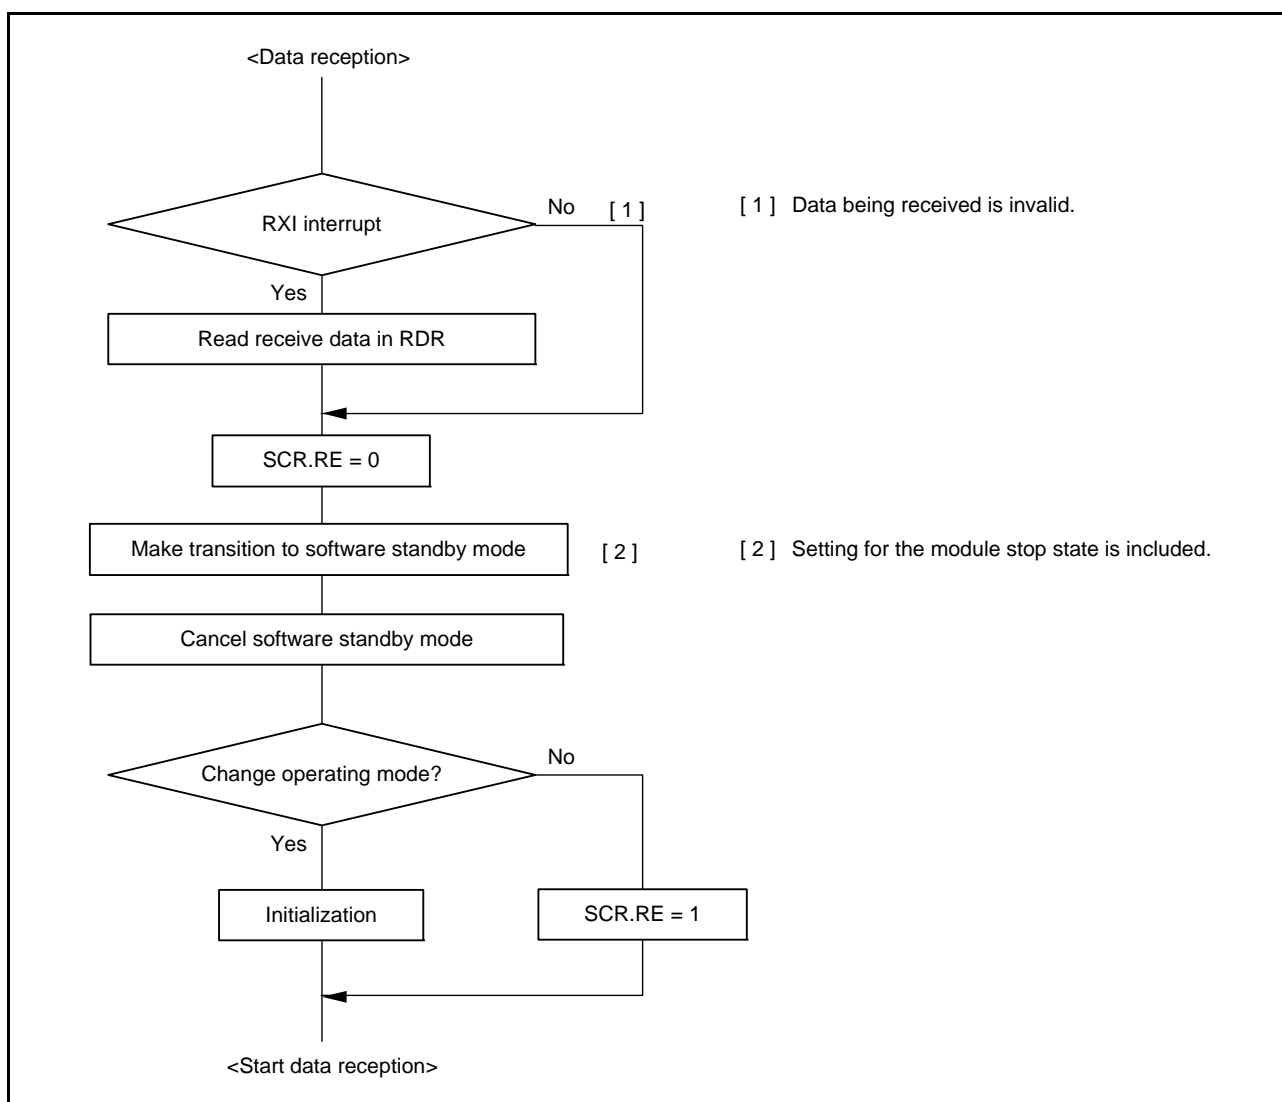 <Data reception>
RXI interrupt
No [ 1 ]
[ 1 ] Data being received is invalid.
Yes
Read receive data in RDR
SCR.RE = 0
Make transition to software standby mode
[ 2 ]
[ 2 ] Setting for the module stop state is included.
Cancel software standby mode
Change operating mode?
No
Yes
Initialization
SCR.RE = 1
<Start data reception>